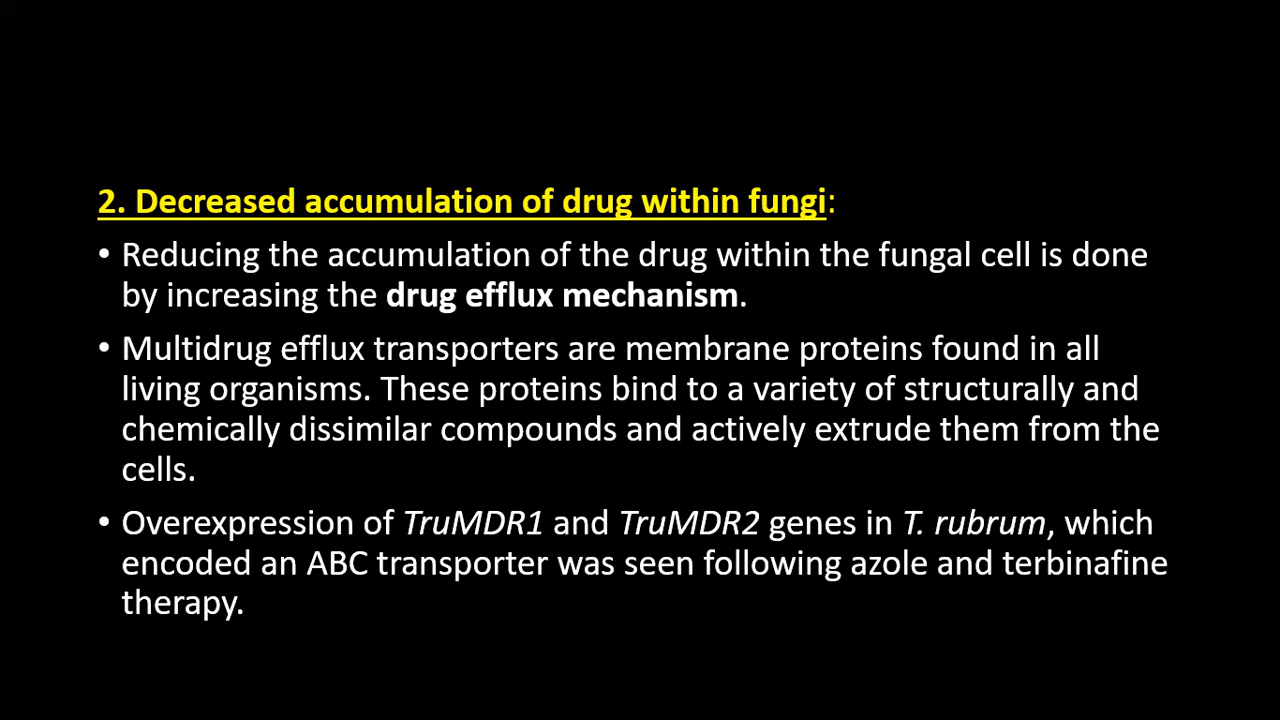 2. Decreased accumulation of drug within fungi:
• Reducing the accumulation of the drug within the fungal cell is done
by increasing the drug efflux mechanism.
• Multidrug efflux transporters are membrane proteins found in all
living organisms. These proteins bind to a variety of structurally and
chemically dissimilar compounds and actively extrude them from the
cells.
• Overexpression of TruMDR1 and TruMDR2 genes in T. rubrum, which
encoded an ABC transporter was seen following azole and terbinafine
therapy.